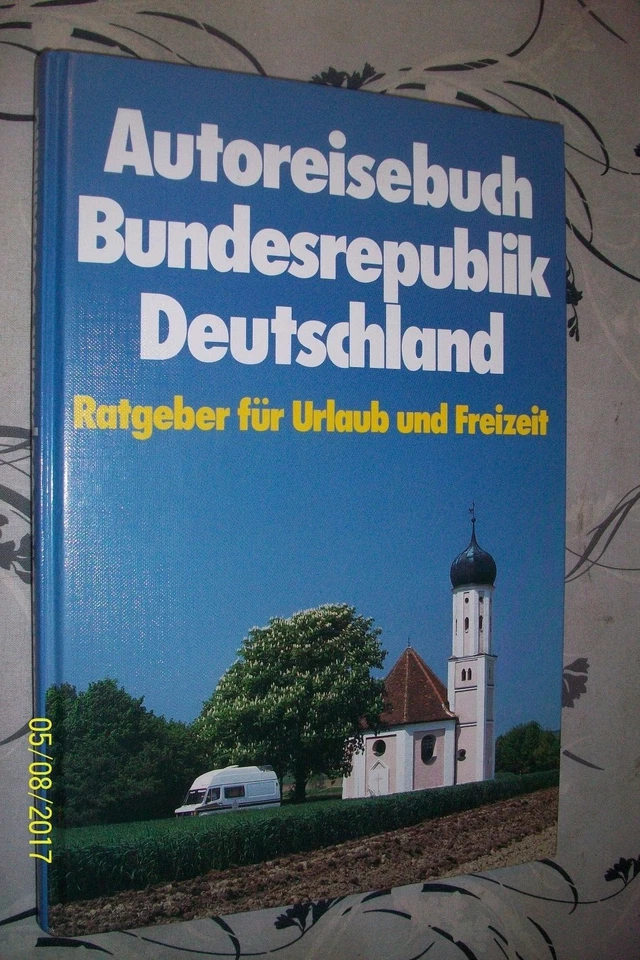 Autoreisebuch
Bundesrepublik
Deutschland
Ratgeber für Urlaub und Freizeit
05/08/2017